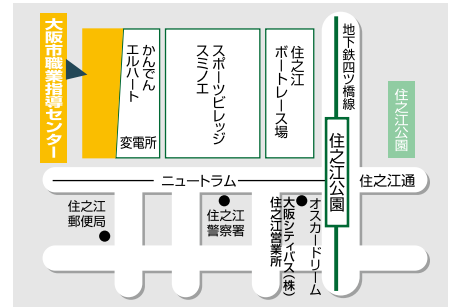 大阪市職業指導センター
かんでん
エルハート
変電所
スポーツビレッジ
スミノエ
住之江
ボートレース場
地下鉄四ツ橋線
住之江公園
住之江公園
ニュートラム
住之江通
住之江
郵便局
住之江
警察署
大阪シティバス(株)
住之江営業所
オスカードリーム